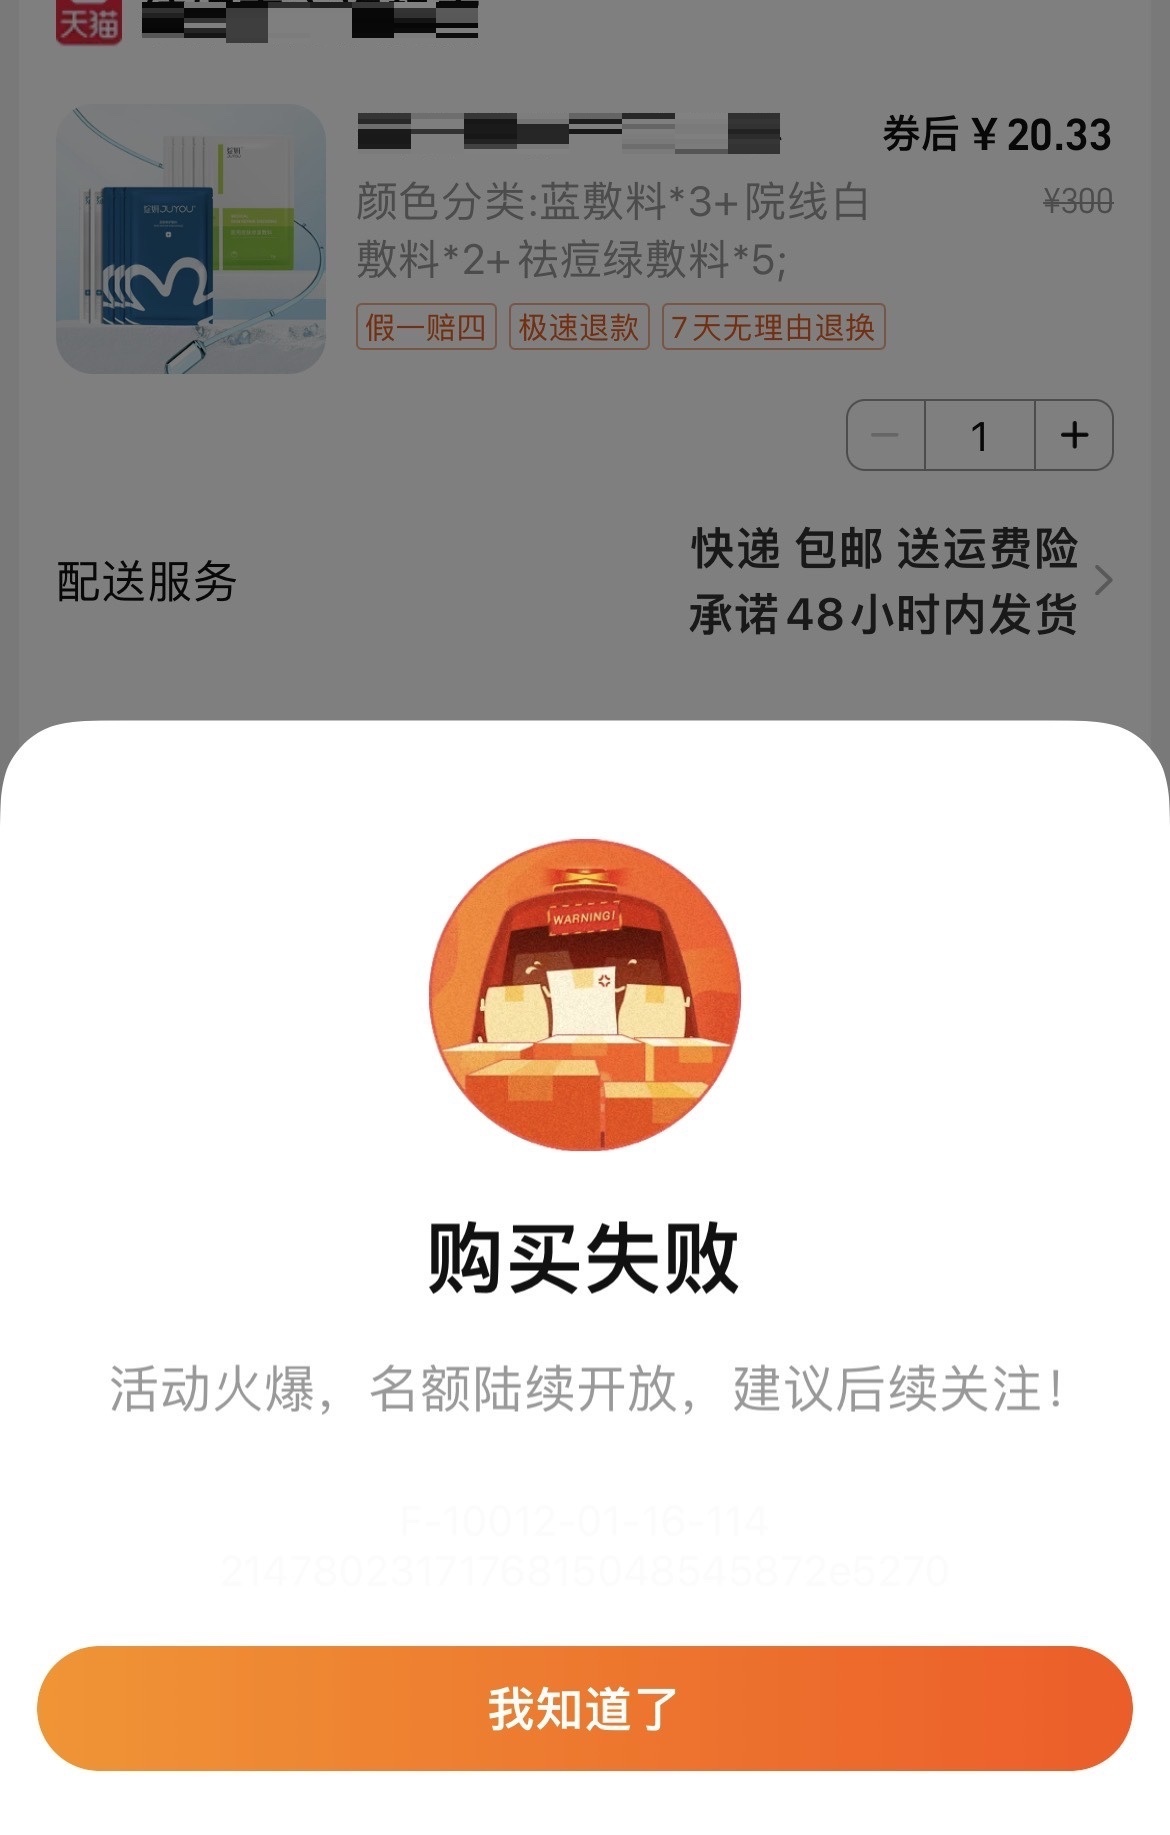 天猫
券后 ¥ 20.33
颜色分类:蓝敷料*3+院线白
¥300
敷料*2+祛痘绿敷料*5;
JUYOU
假一赔四 极速退款 7天无理由退换
1
快递 包邮 送运费险
配送服务
承诺48小时内发货
WARNING!
购买失败
活动火爆，名额陆续开放，建议后续关注！
F-10012-01-16-114
2147802317176815048545872e5270
我知道了